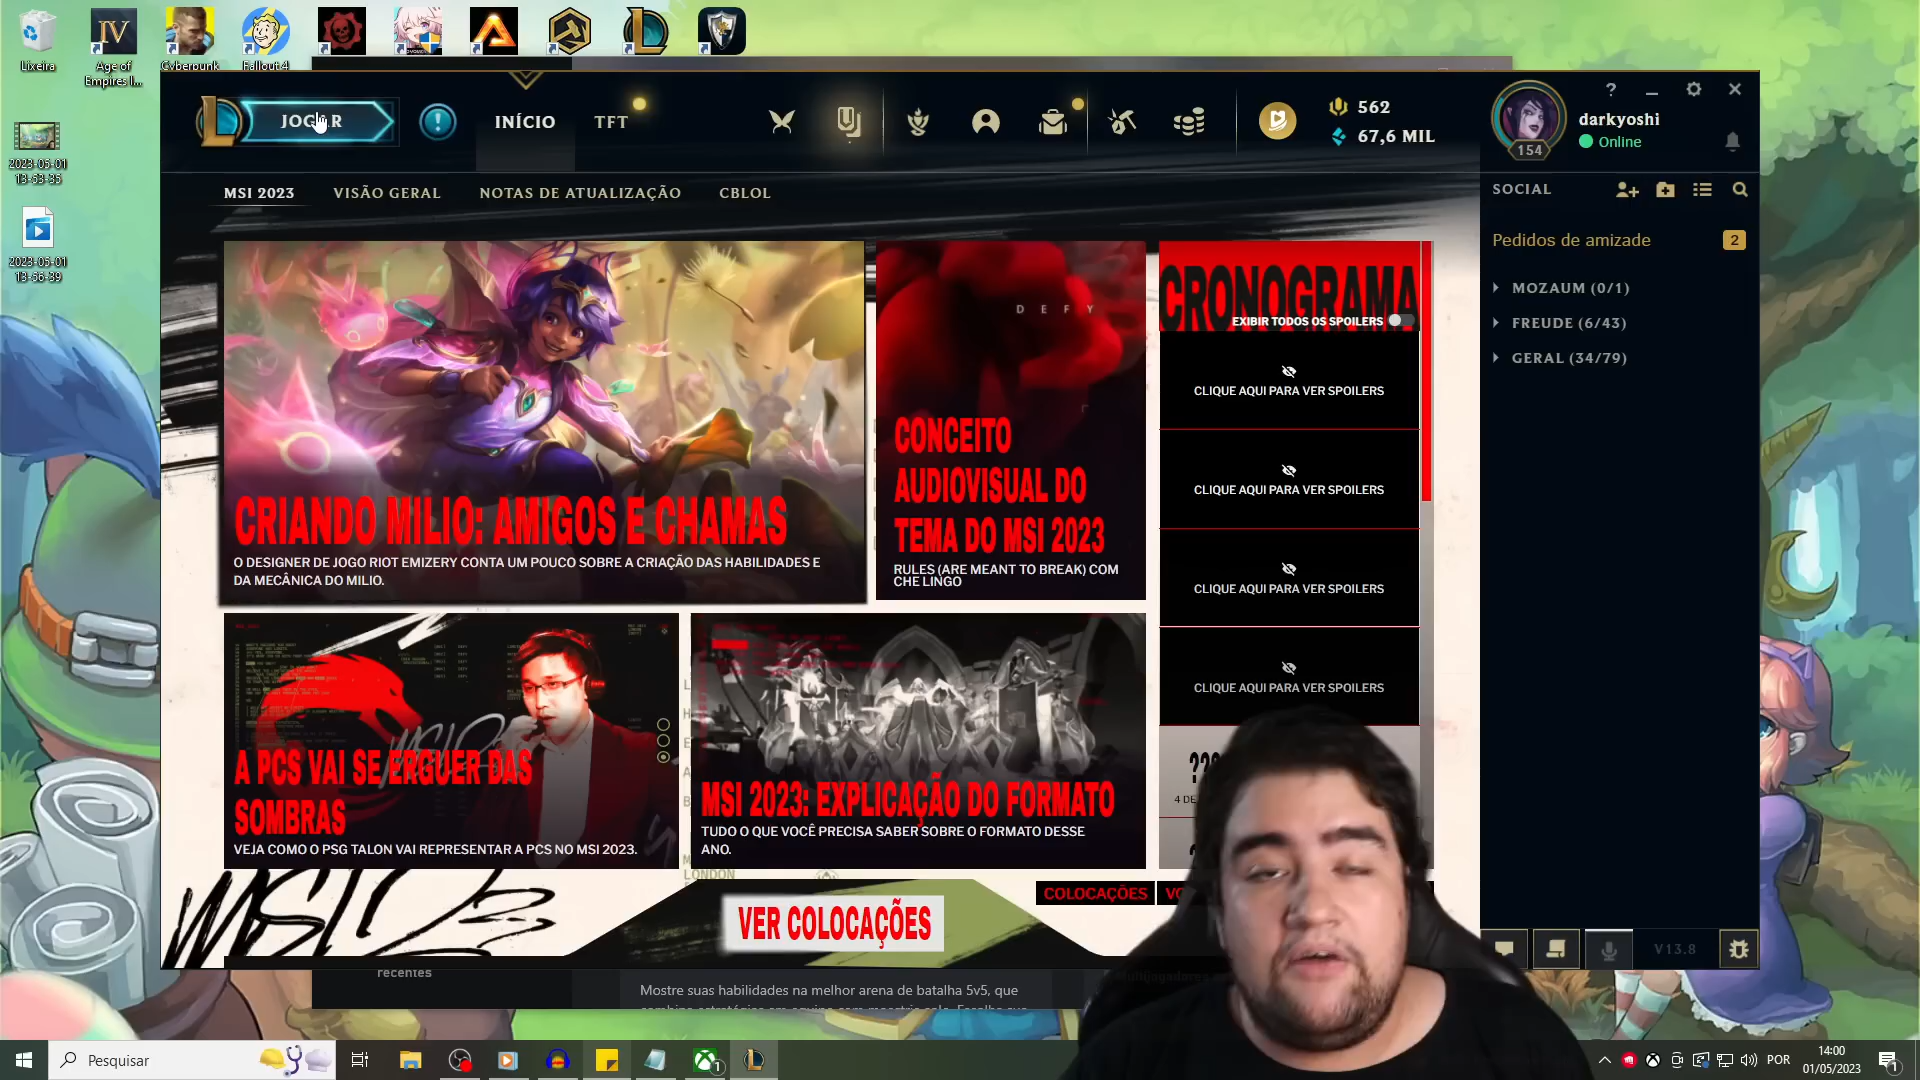 Lixeira
Age of
Empires I...
Cyberpunk
Fallout 4
2023-05-01
13-53-35
2023-05-01
13-56-39
JOGAR
INÍCIO
TFT
562
67,6 MIL
darkyoshi
Online
154
MSI 2023
VISÃO GERAL
NOTAS DE ATUALIZAÇÃO
CBLOL
SOCIAL
Pedidos de amizade
2
MOZAUM (0/1)
FREUDE (6/43)
GERAL (34/79)
CRIANDO MILIO: AMIGOS E CHAMAS
O DESIGNER DE JOGO RIOT EMIZERY CONTA UM POUCO SOBRE A CRIAÇÃO DAS HABILIDADES E
DA MECÂNICA DO MILIO.
DEFY
CONCEITO
AUDIOVISUAL DO
TEMA DO MSI 2023
RULES (ARE MEANT TO BREAK) COM
CHE LINGO
CRONOGRAMA
EXIBIR TODOS OS SPOILERS
CLIQUE AQUI PARA VER SPOILERS
CLIQUE AQUI PARA VER SPOILERS
CLIQUE AQUI PARA VER SPOILERS
CLIQUE AQUI PARA VER SPOILERS
???
4 DE
A PCS VAI SE ERGUER DAS
SOMBRAS
VEJA COMO O PSG TALON VAI REPRESENTAR A PCS NO MSI 2023.
MSI 2023: EXPLICAÇÃO DO FORMATO
TUDO O QUE VOCÊ PRECISA SABER SOBRE O FORMATO DESSE
ANO.
LONDON
COLOCAÇÕES
VER COLOCAÇÕES
V13.8
recentes
Mostre suas habilidades na melhor arena de batalha 5v5, que
Pesquisar
POR
14:00
01/05/2023